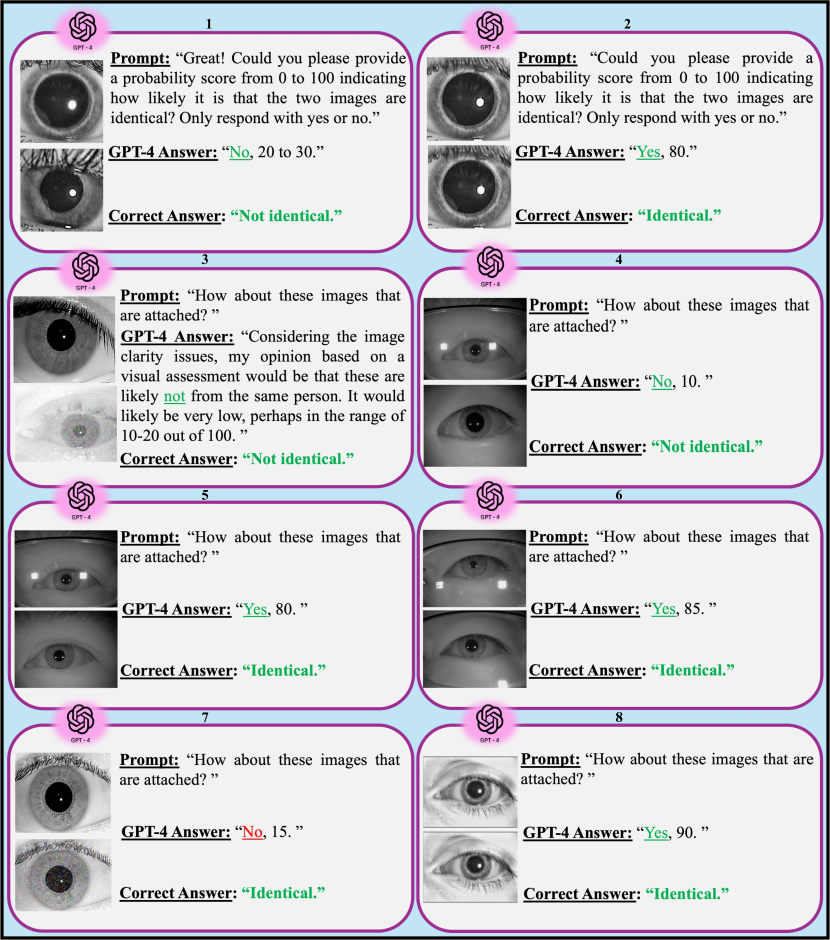 1
GPT-4
Prompt: “Great! Could you please provide
a probability score from 0 to 100 indicating
how likely it is that the two images are
identical? Only respond with yes or no.”
GPT-4 Answer: “No, 20 to 30.”
Correct Answer: “Not identical.”
2
GPT-4
Prompt: “Could you please provide a
probability score from 0 to 100 indicating
how likely it is that the two images are
identical? Only respond with yes or no.”
GPT-4 Answer: “Yes, 80.”
Correct Answer: “Identical.”
3
GPT-4
Prompt: “How about these images that
are attached? ”
GPT-4 Answer: “Considering the image
clarity issues, my opinion based on a
visual assessment would be that these are
likely not from the same person. It would
likely be very low, perhaps in the range of
10-20 out of 100. ”
Correct Answer: “Not identical.”
4
GPT-4
Prompt: “How about these images that
are attached? ”
GPT-4 Answer: “No, 10. ”
Correct Answer: “Not identical.”
5
GPT-4
Prompt: “How about these images that
are attached? ”
GPT-4 Answer: “Yes, 80. ”
Correct Answer: “Identical.”
6
GPT-4
Prompt: “How about these images that
are attached? ”
GPT-4 Answer: “Yes, 85. ”
Correct Answer: “Identical.”
7
GPT-4
Prompt: “How about these images that
are attached? ”
GPT-4 Answer: “No, 15. ”
Correct Answer: “Identical.”
8
GPT-4
Prompt: “How about these images that are
attached? ”
GPT-4 Answer: “Yes, 90. ”
Correct Answer: “Identical.”